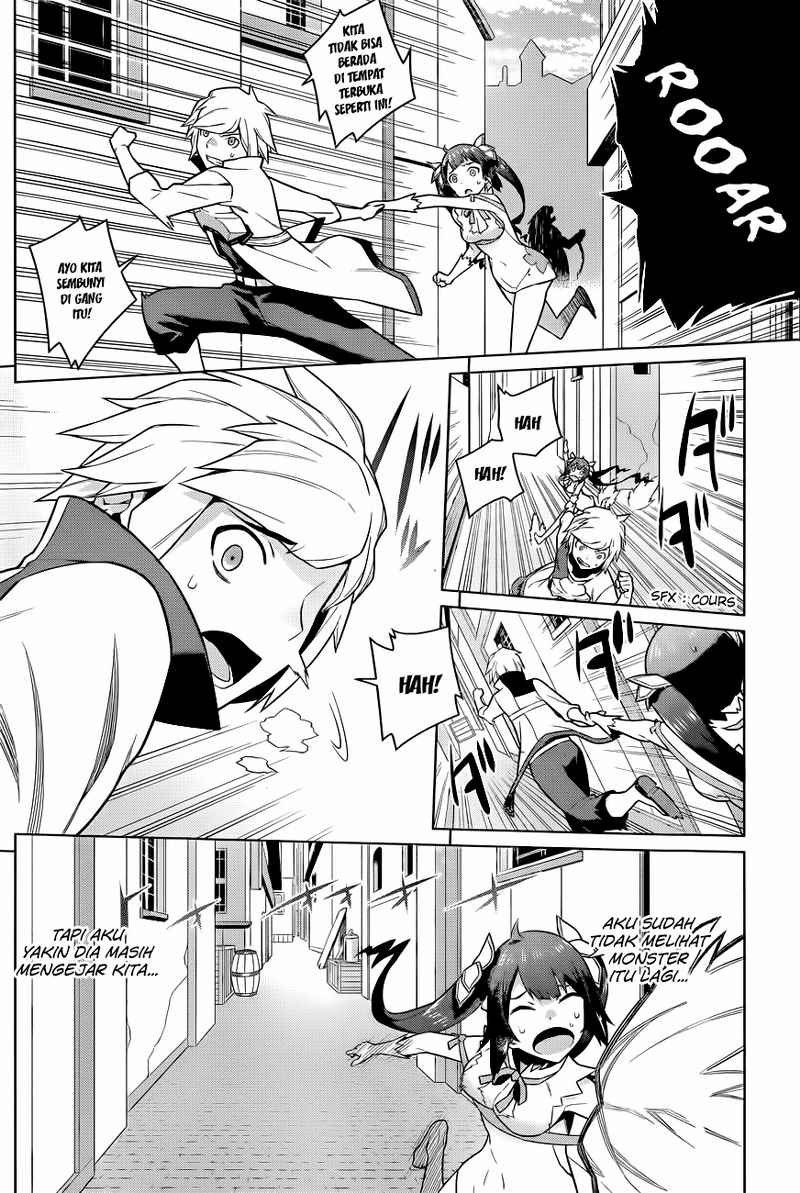 ROOAR
KITA
TIDAK BISA
BERADA
DI TEMPAT
TERBUKA
SEPERTI INI!
AYO KITA
SEMBUNYI
DI GANG
ITU!
HAH
HAH!
ダ
ダ
SFX : COURS
HAH!
ダ
ダ
AKU SUDAH
TIDAK MELIHAT
MONSTER
ITU LAGI...
TAPI AKU
YAKIN DIA MASIH
MENGEJAR KITA...